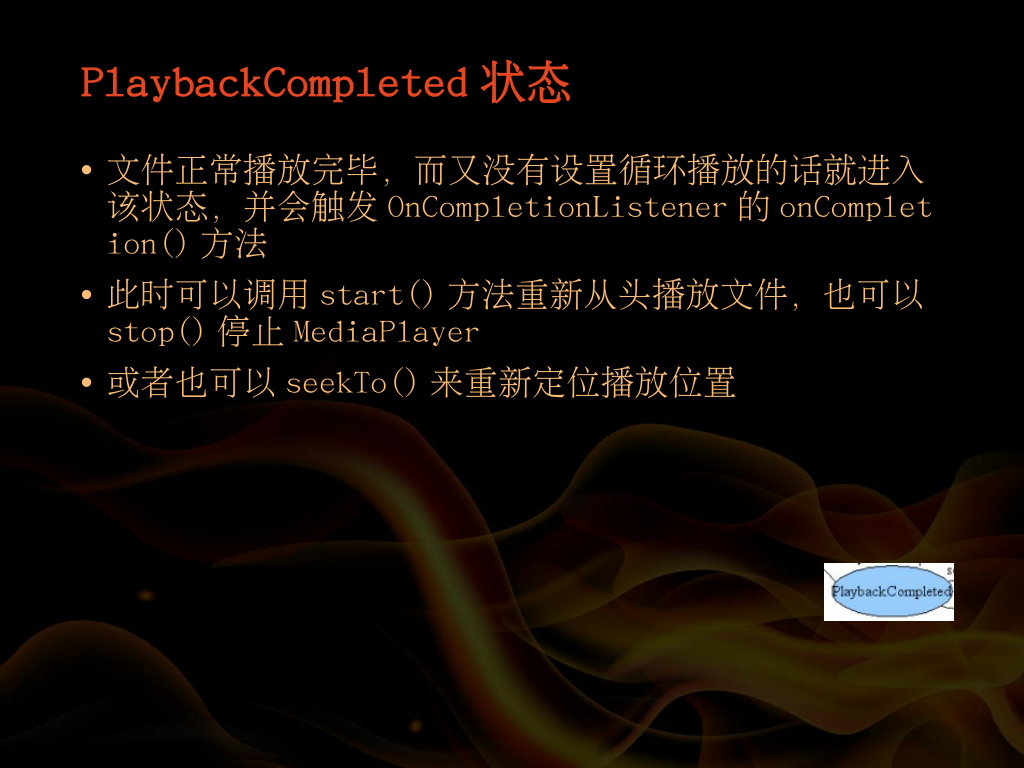 PlaybackCompleted 状态
• 文件正常播放完毕，而又没有设置循环播放的话就进入
该状态，并会触发 OnCompletionListener 的 onComplet
ion() 方法
• 此时可以调用 start() 方法重新从头播放文件，也可以
stop() 停止 MediaPlayer
• 或者也可以 seekTo() 来重新定位播放位置
PlaybackCompleted